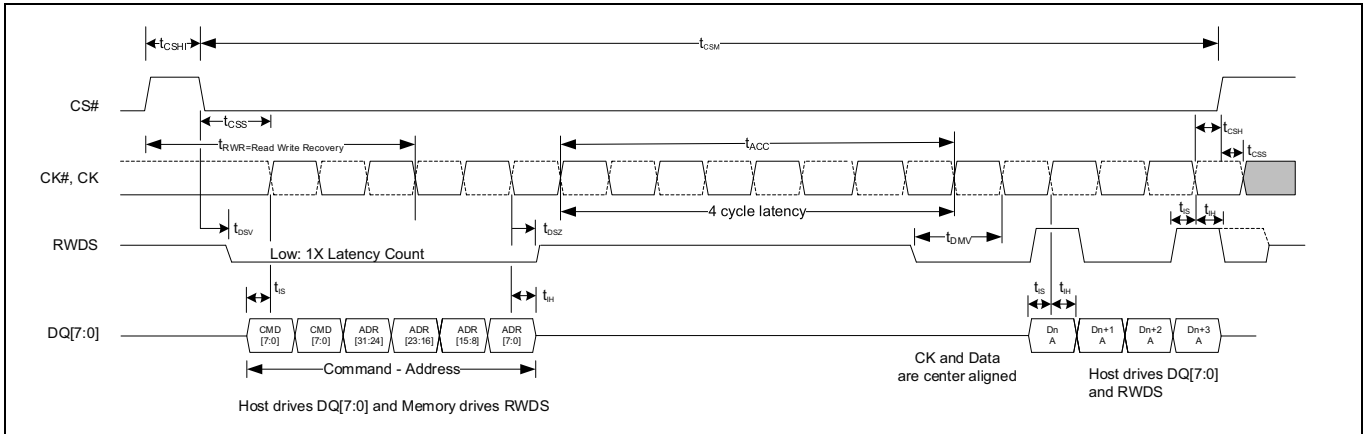 tCSHI
tCSM
CS#
tCSS
tCSH
tRWR=Read Write Recovery
tACC
tCSS
CK#, CK
4 cycle latency
tDSV
tDSZ
tIS
tIH
RWDS
Low: 1X Latency Count
tDMV
tIS
tIH
tIS
tIH
DQ[7:0]
CMD
[7:0]
CMD
[7:0]
ADR
[31:24]
ADR
[23:16]
ADR
[15:8]
ADR
[7:0]
Dn
A
Dn+1
A
Dn+2
A
Dn+3
A
Command - Address
CK and Data
are center aligned
Host drives DQ[7:0]
and RWDS
Host drives DQ[7:0] and Memory drives RWDS